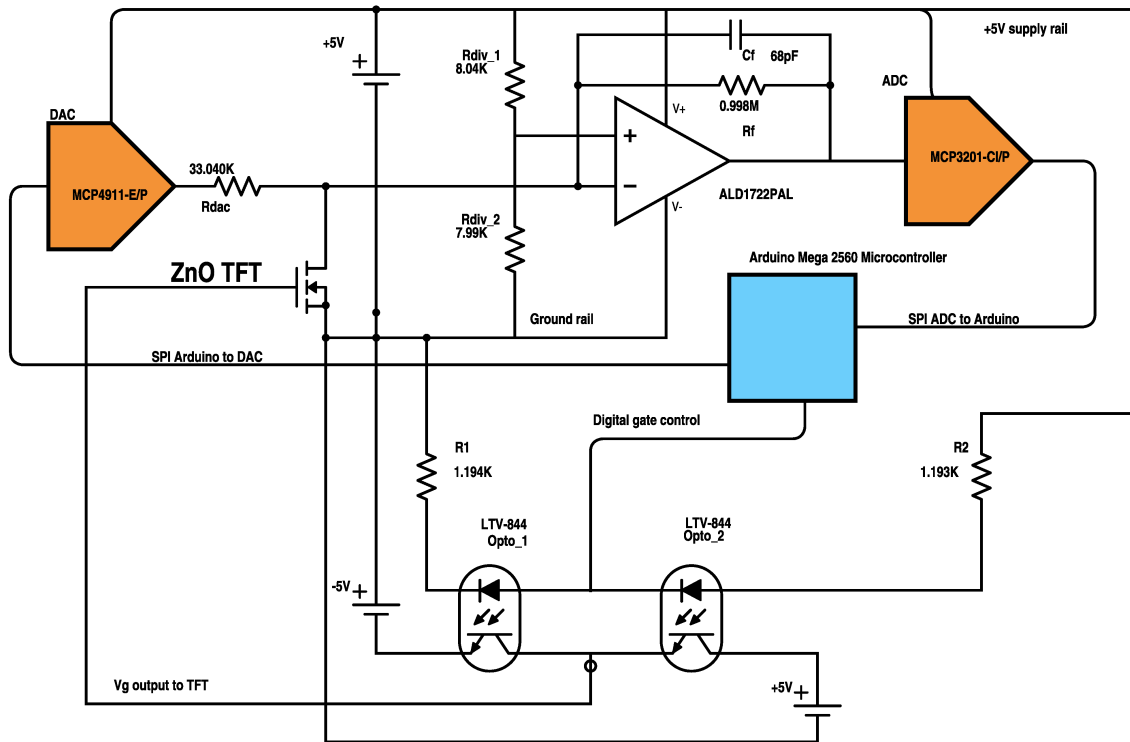 +5V supply rail
+5V
+
Rdiv_1
8.04K
Cf 68pF
0.998M
Rf
V+
ADC
DAC
MCP4911-E/P
33.040K
Rdac
+
−
MCP3201-CI/P
ALD1722PAL
V-
Rdiv_2
7.99K
ZnO TFT
Arduino Mega 2560 Microcontroller
Ground rail
SPI ADC to Arduino
SPI Arduino to DAC
Digital gate control
R1
1.194K
R2
1.193K
LTV-844
Opto_1
LTV-844
Opto_2
-5V
+
Vg output to TFT
+5V
+